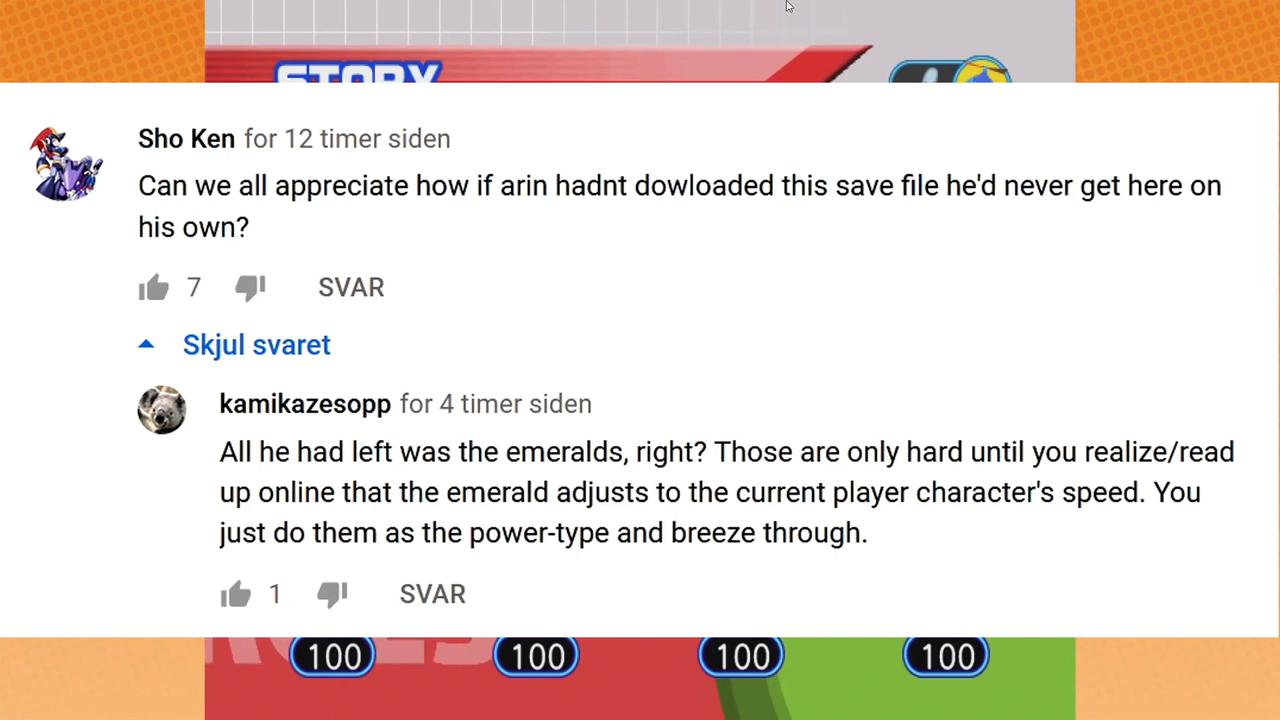 STORY
Sho Ken for 12 timer siden
Can we all appreciate how if arin hadnt dowloaded this save file he'd never get here on
his own?
7 SVAR
Skjul svaret
kamikazesopp for 4 timer siden
All he had left was the emeralds, right? Those are only hard until you realize/read
up online that the emerald adjusts to the current player character's speed. You
just do them as the power-type and breeze through.
1 SVAR
100 100 100 100